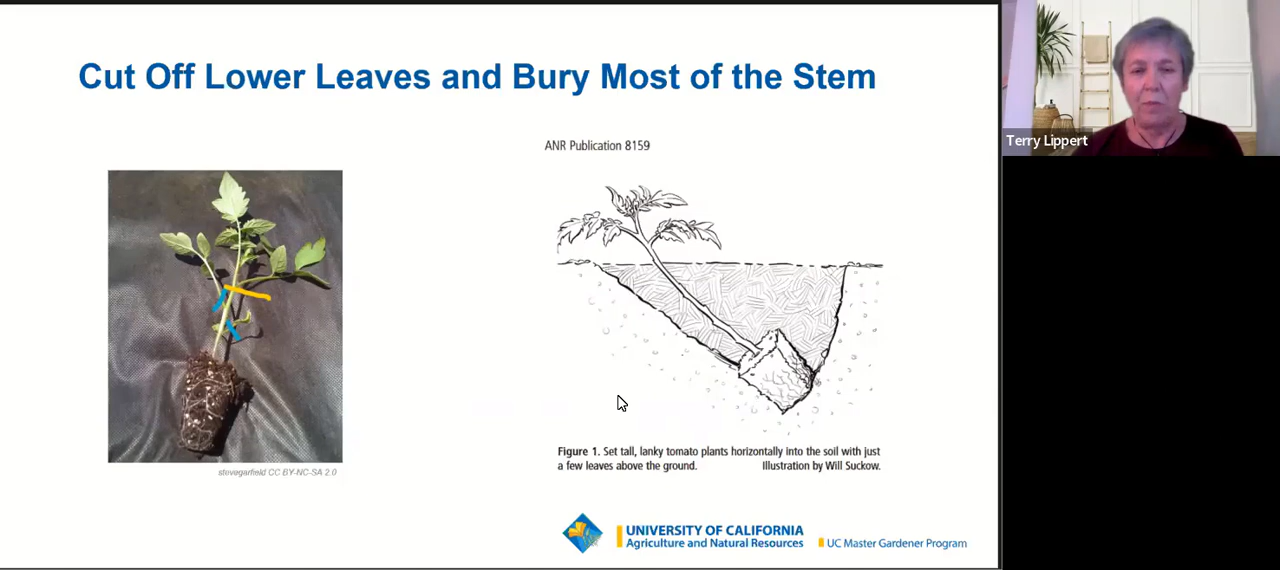 Cut Off Lower Leaves and Bury Most of the Stem
Terry Lippert
ANR Publication 8159
stevegarfield CC BY-NC-SA 2.0
Figure 1. Set tall, lanky tomato plants horizontally into the soil with just
a few leaves above the ground. Illustration by Will Suckow.
UNIVERSITY OF CALIFORNIA
Agriculture and Natural Resources
UC Master Gardener Program